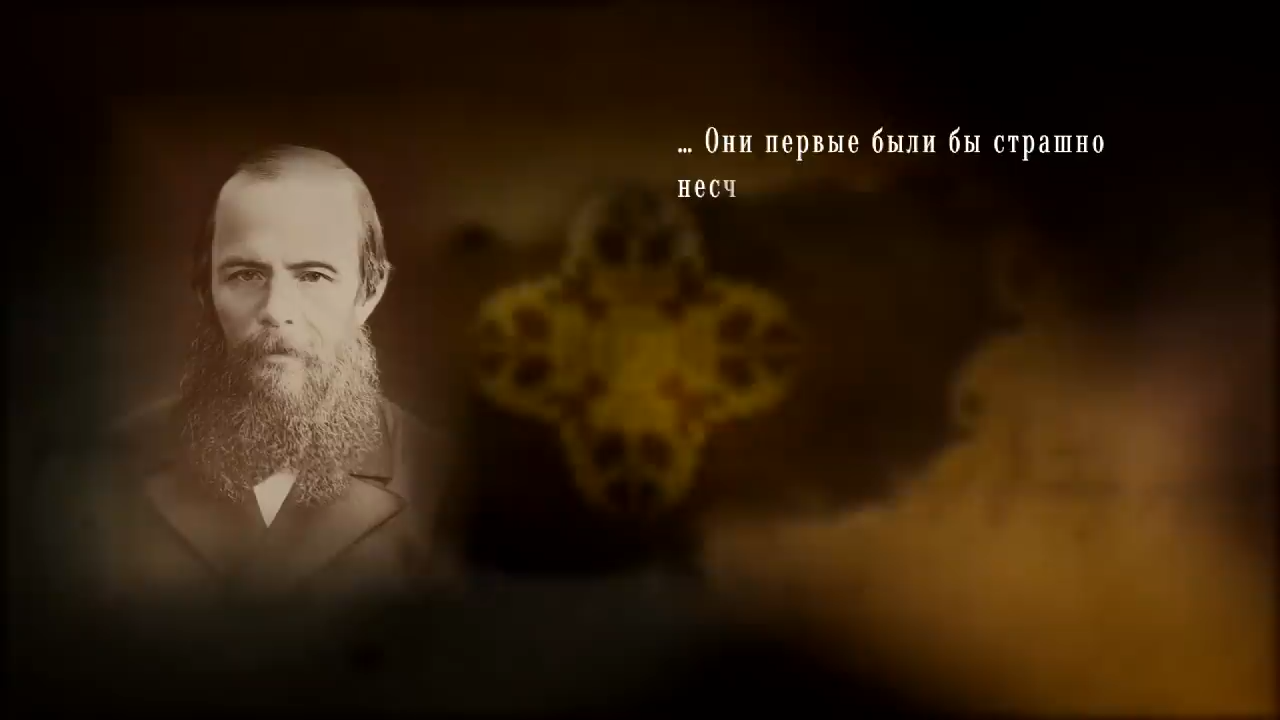 … Они первые были бы страшно
несч